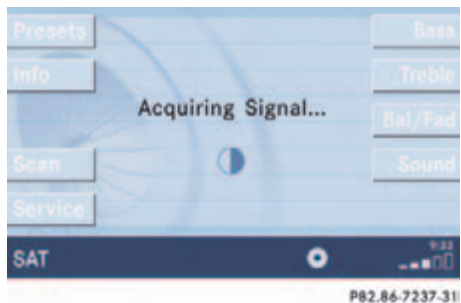 Presets
Bass
Info
Treble
Acquiring Signal...
Bal/Fad
Scan
Sound
Service
9:33
SAT
P82.86-7237-31